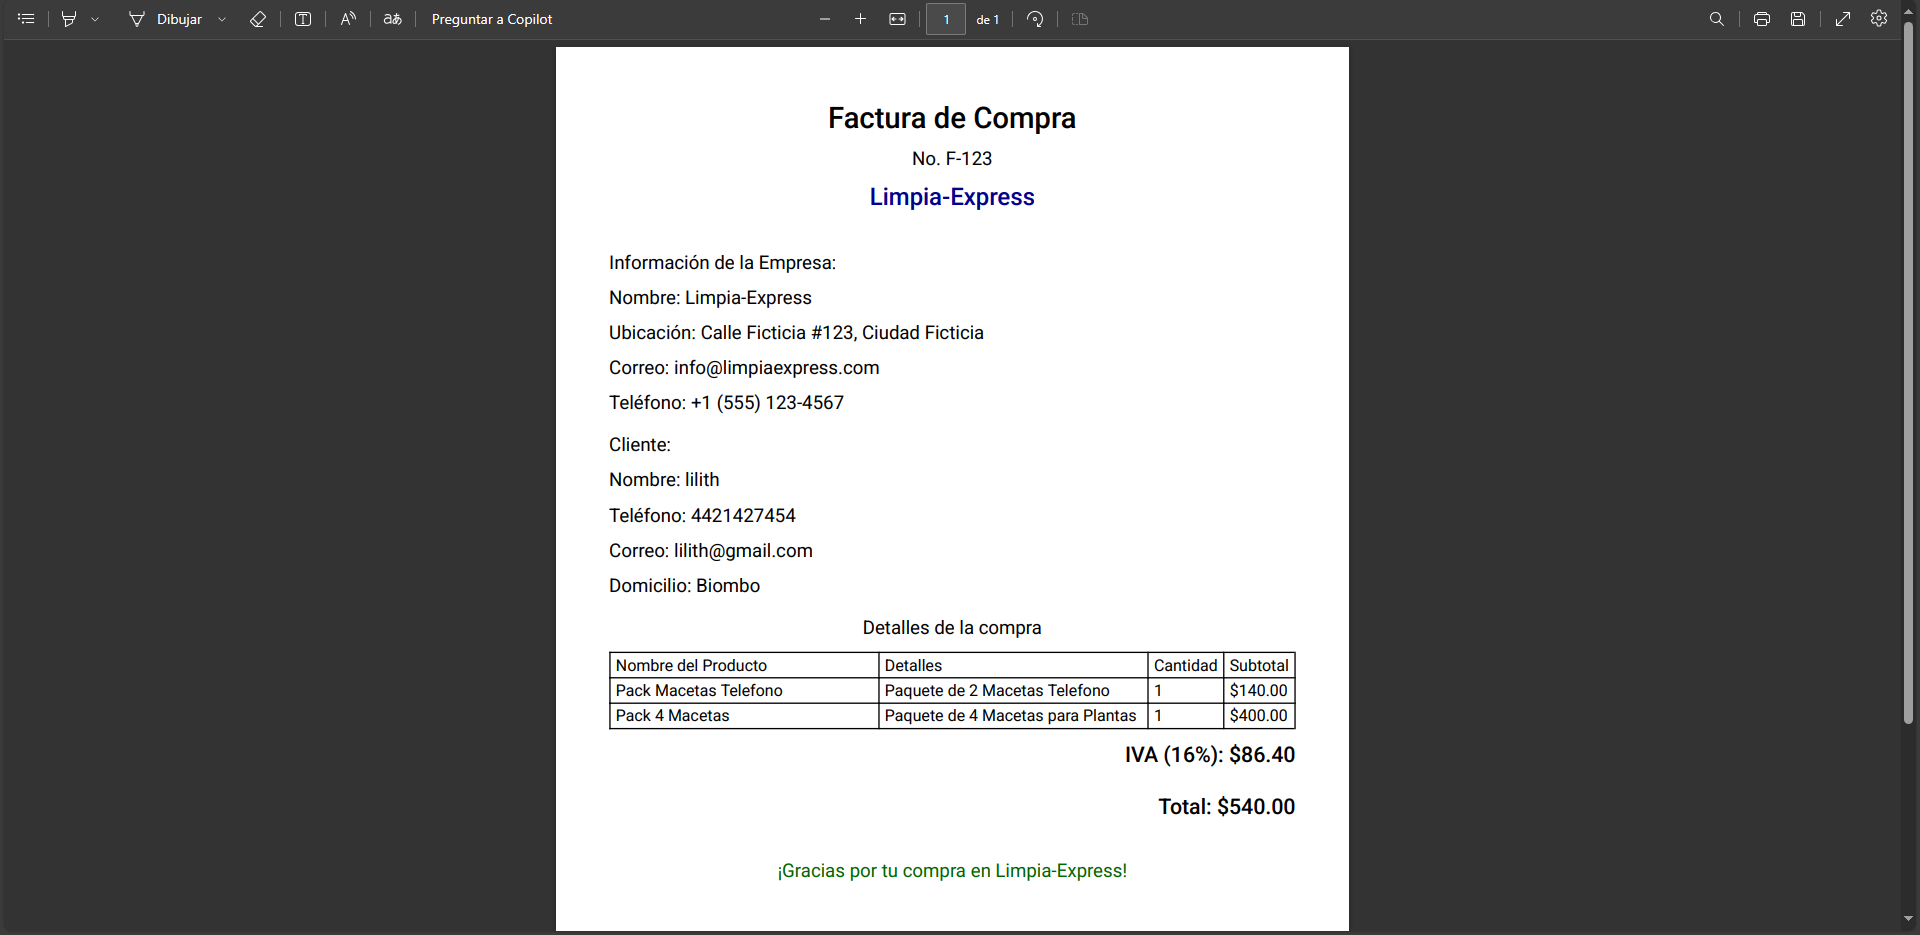 Dibujar
aあ
Preguntar a Copilot
1 de 1
Factura de Compra
No. F-123
Limpia-Express
Información de la Empresa:
Nombre: Limpia-Express
Ubicación: Calle Ficticia #123, Ciudad Ficticia
Correo: info@limpiaexpress.com
Teléfono: +1 (555) 123-4567
Cliente:
Nombre: lilith
Teléfono: 4421427454
Correo: lilith@gmail.com
Domicilio: Biombo
Detalles de la compra
Nombre del Producto Detalles Cantidad Subtotal
Pack Macetas Telefono Paquete de 2 Macetas Telefono 1 $140.00
Pack 4 Macetas Paquete de 4 Macetas para Plantas 1 $400.00
IVA (16%): $86.40
Total: $540.00
¡Gracias por tu compra en Limpia-Express!